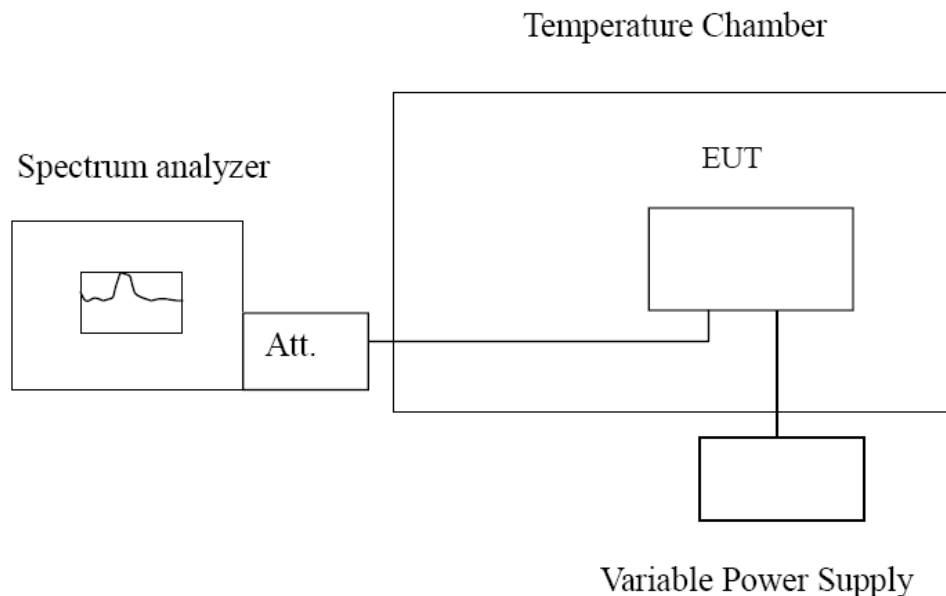 Temperature Chamber
Spectrum analyzer
EUT
Att.
Variable Power Supply